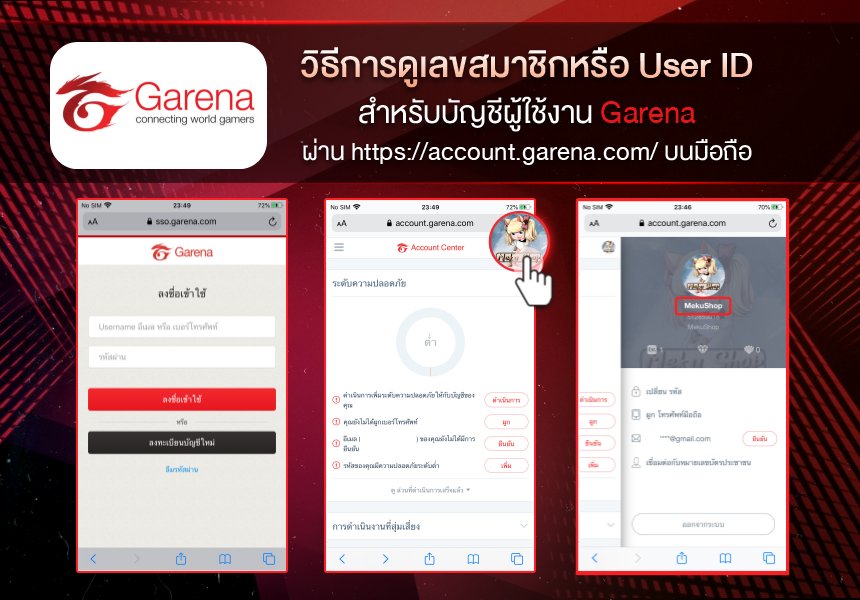 Garena
connecting world gamers
วิธีการดูเลขสมาชิกหรือ User ID
สำหรับบัญชีผู้ใช้งาน Garena
ผ่าน https://account.garena.com/ บนมือถือ
No SIM 23:49 72%
AA sso.garena.com
Garena
ลงชื่อเข้าใช้
Username อีเมล หรือ เบอร์โทรศัพท์
รหัสผ่าน
ลงชื่อเข้าใช้
หรือ
ลงทะเบียนบัญชีใหม่
ลืมรหัสผ่าน
No SIM 23:49 72%
AA account.garena.com
Account Center
Meku Shop
ระดับความปลอดภัย
ต่ำ
ดำเนินการเพิ่มระดับความปลอดภัยให้กับบัญชีของคุณ
ดำเนินการ
คุณยังไม่ได้ผูกเบอร์โทรศัพท์
ผูก
อีเมล ( ) ของคุณยังไม่ได้มีการยืนยัน
ยืนยัน
รหัสของคุณมีความปลอดภัยระดับต่ำ
เพิ่ม
ดู ส่วนที่ดำเนินการเสร็จแล้ว
การดำเนินงานที่สุ่มเสี่ยง
No SIM 23:46 70%
AA account.garena.com
Meku Shop
MekuShop
MekuShop
1
0
Meku Shop
ดำเนินการ
ผูก
ยืนยัน
เพิ่ม
เปลี่ยน รหัส
ผูก โทรศัพท์มือถือ
****@gmail.com
ยืนยัน
เชื่อมต่อกับหมายเลขบัตรประชาชน
ออกจากระบบ